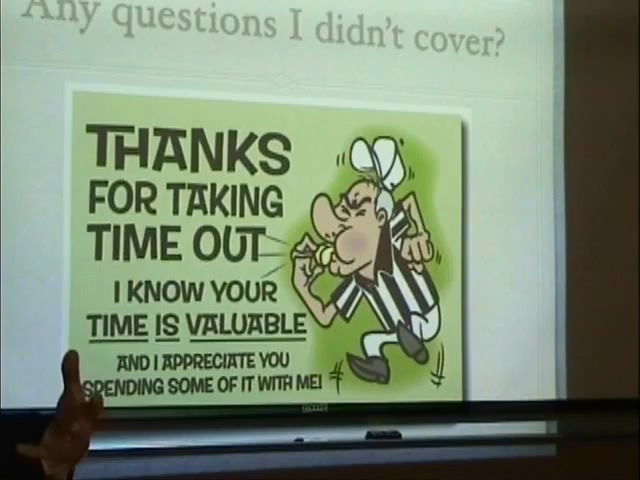 Any questions I didn't cover?
THANKS
FOR TAKING
TIME OUT
I KNOW YOUR
TIME IS VALUABLE
AND I APPRECIATE YOU
SPENDING SOME OF IT WITH ME!